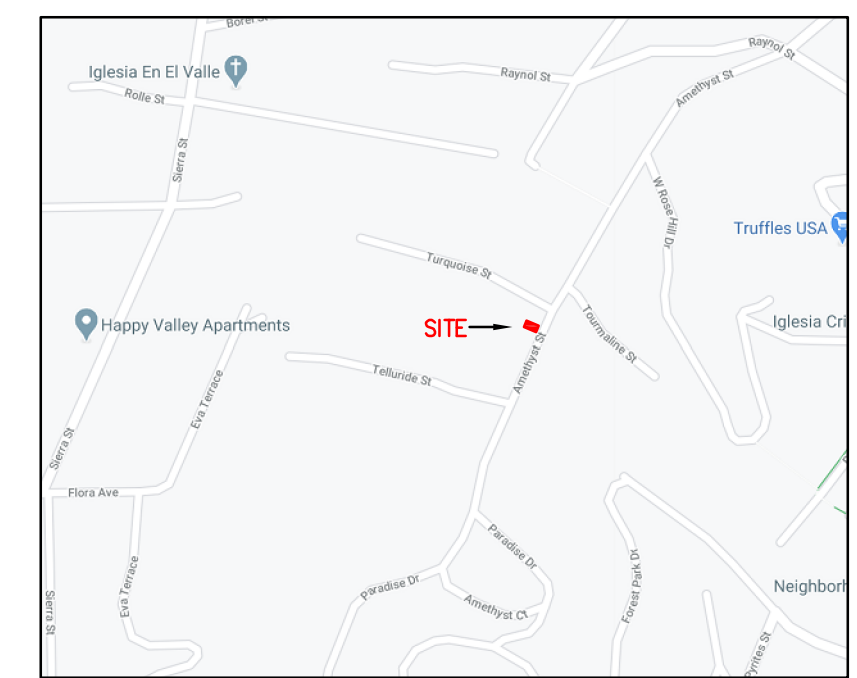 Borel St
Raynol St
Iglesia En El Valle
Raynol St
Amethyst St
Rolle St
Sierra St
W Rose Hill Dr
Truffles USA
Turquoise St
Happy Valley Apartments
SITE
Tourmaline St
Iglesia Cri
Amethyst St
Telluride St
Eva Terrace
Sierra St
Flora Ave
Paradise Dr
Paradise Dr
Forest Park Dr
Eva Terrace
Sierra St
Amethyst Ct
Neighborh
Pyrites St